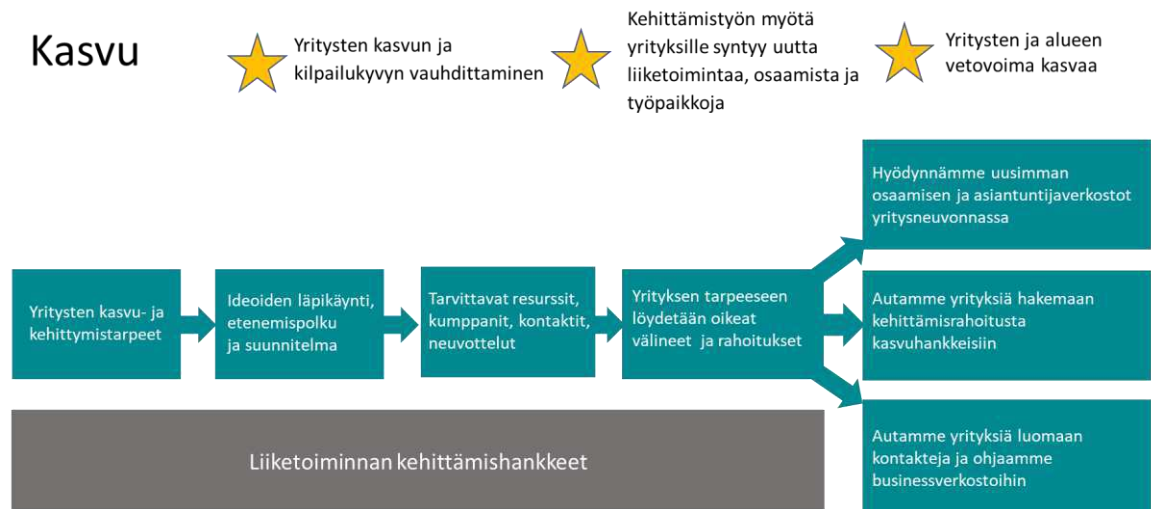 Kasvu
Yritysten kasvun ja
kilpailukyvyn vauhdittaminen
Kehittämistyön myötä
yrityksille syntyy uutta
liiketoimintaa, osaamista ja
työpaikkoja
Yritysten ja alueen
vetovoima kasvaa
Yritysten kasvu- ja
kehittymistarpeet
Ideoiden läpikäynti,
etenemispolku
ja suunnitelma
Tarvittavat resurssit,
kumppanit, kontaktit,
neuvottelut
Yrityksen tarpeeseen
löydetään oikeat
välineet ja rahoitukset
Hyödynnämme uusimman
osaamisen ja asiantuntijaverkostot
yritysneuvonnassa
Autamme yrityksiä hakemaan
kehittämisrahoitusta
kasvuhankkeisiin
Autamme yrityksiä luomaan
kontakteja ja ohjaamme
businessverkostoihin
Liiketoiminnan kehittämishankkeet